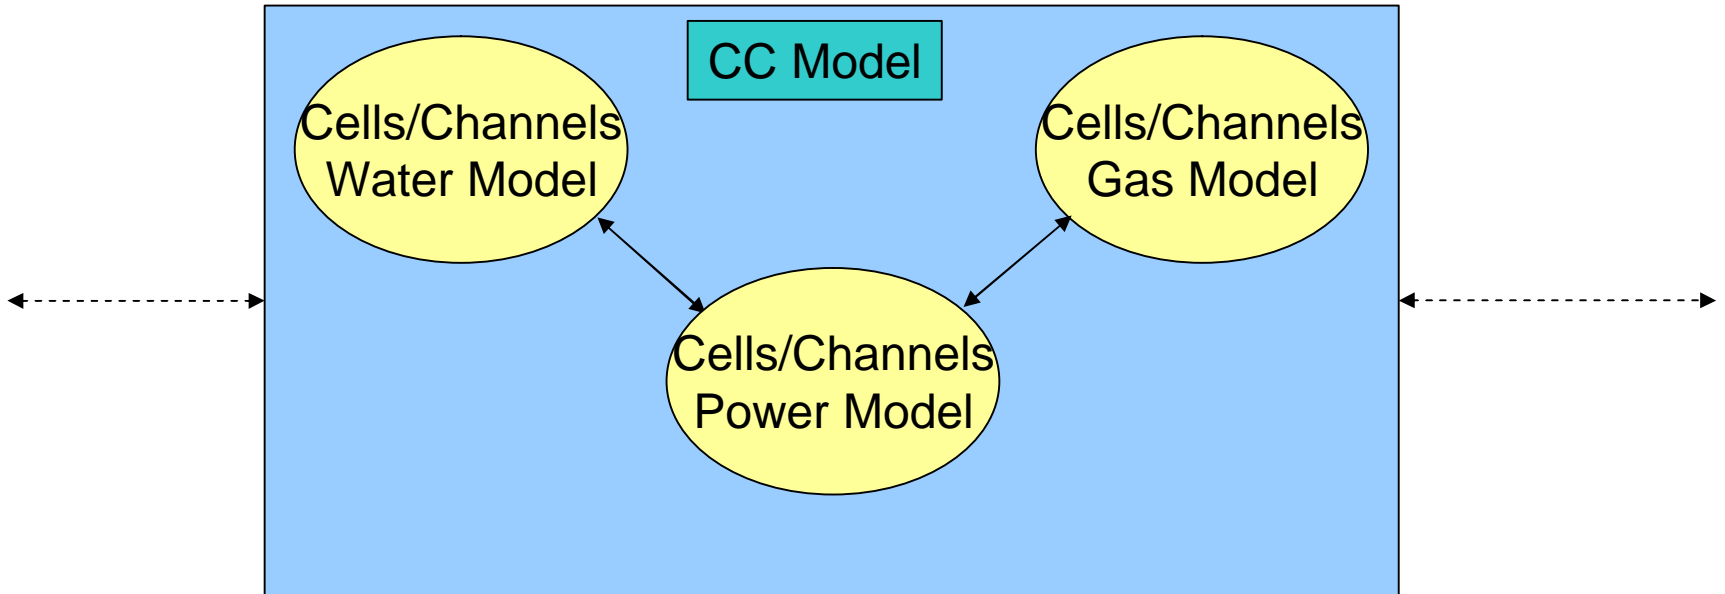 CC Model
Cells/Channels
Water Model
Cells/Channels
Gas Model
Cells/Channels
Power Model